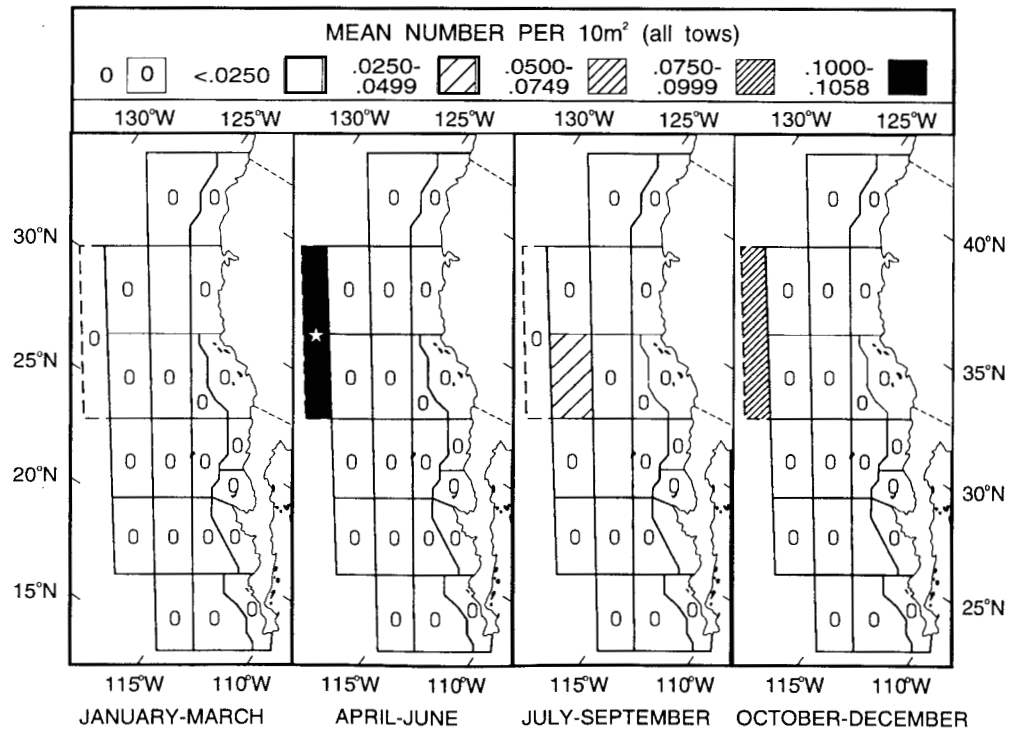 MEAN NUMBER PER 10m² (all tows)
0 0 <.0250 .0250-.0499 .0500-.0749 .0750-.0999 .1000-.1058
130°W 125°W 130°W 125°W 130°W 125°W 130°W 125°W
0 0 0 0 0 0 0 0
30°N 40°N
0 0 0 0 0 0 0 0 0 0
0 0
25°N 35°N
0 0 0 0 0 0 0 0 0 0 0
0 0 0 0
0 0 0 0
0 0 0 0 0 0 0 0 0 0 0
20°N 30°N
0 0 0 0
0 0 0 0 0 0 0 0 0 0 0 0 0 0
15°N 25°N
0 0 0 0
0 0 0 0 0 0 0 0
115°W 110°W 115°W 110°W 115°W 110°W 115°W 110°W
JANUARY-MARCH APRIL-JUNE JULY-SEPTEMBER OCTOBER-DECEMBER